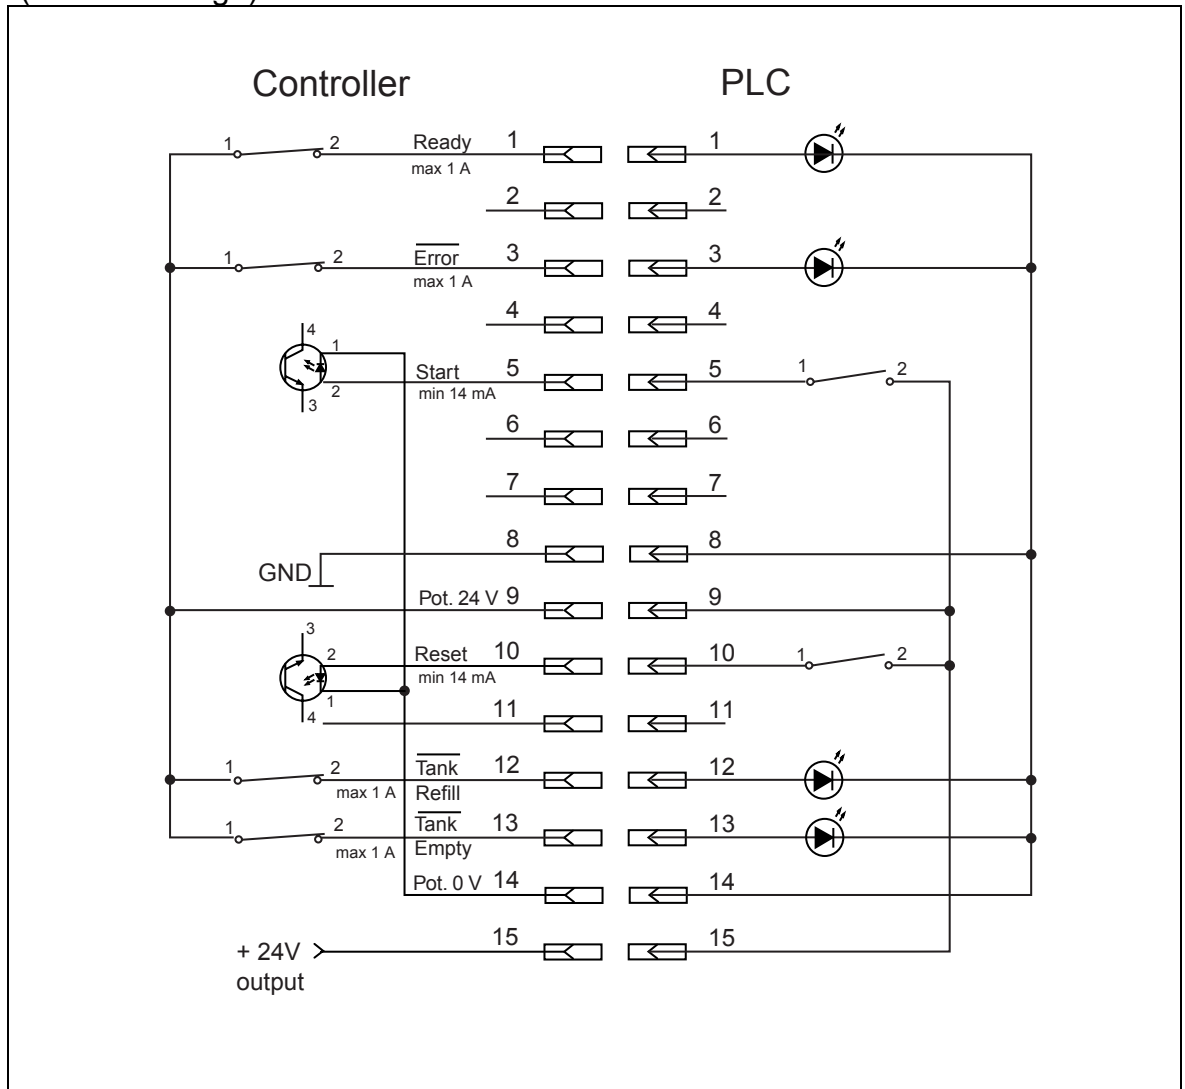 Controller PLC
1 2 Ready 1 1
max 1 A
2 2
1 2 Error 3 3
max 1 A
4 4
4
1
Start 5 5 1 2
2 min 14 mA
3
6 6
7 7
8 8
GND
Pot. 24 V 9 9
3
2 Reset 10 10 1 2
min 14 mA
1
4 11 11
1 2 Tank 12 12
max 1 A Refill
1 2 Tank 13 13
max 1 A Empty
Pot. 0 V 14 14
15 15
+ 24V
output